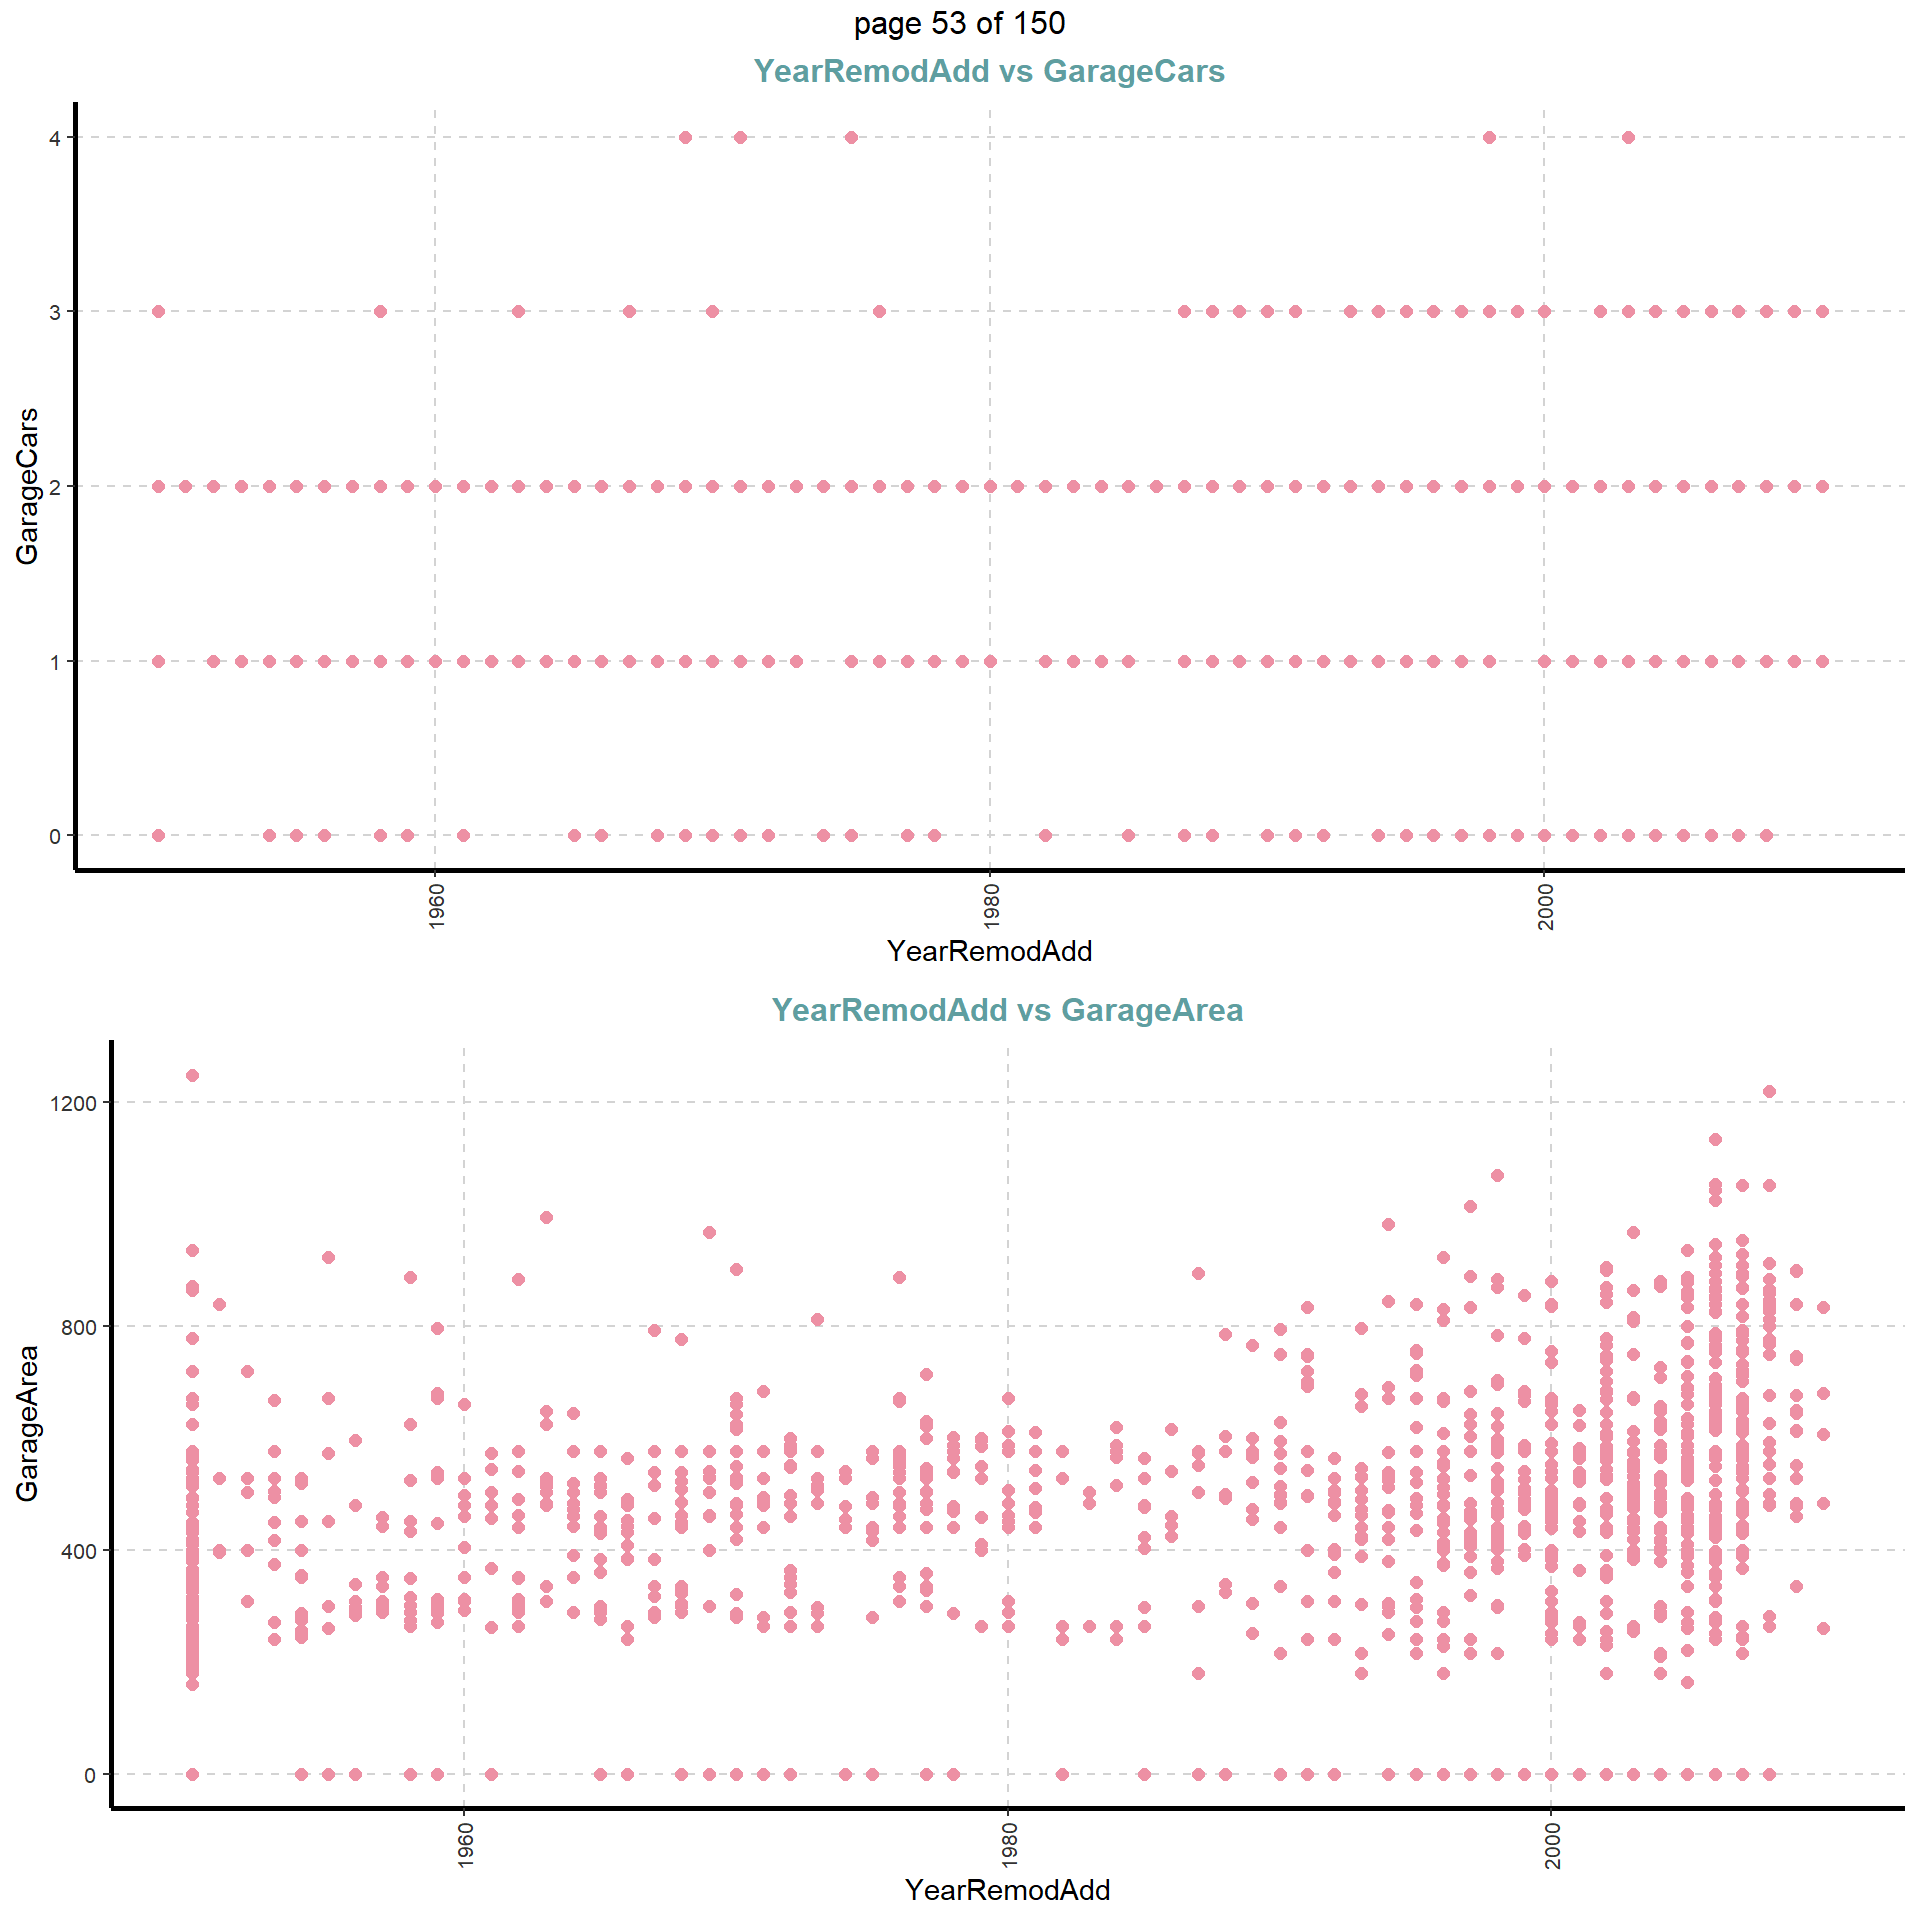 page 53 of 150
YearRemodAdd vs GarageCars
4
3
2
1
0
GarageCars
1960
1980
2000
YearRemodAdd
YearRemodAdd vs GarageArea
1200
800
400
0
GarageArea
1960
1980
2000
YearRemodAdd